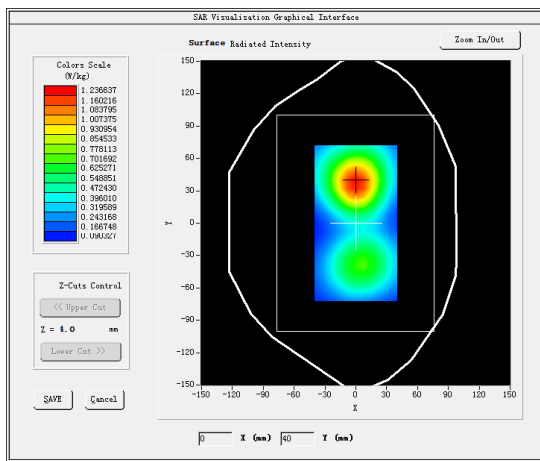 SAR Visualisation Graphical Interface
Surface Radiated Intensity
Zoom In/Out
Colors Scale
(W/kg)
1.236637
1.160216
1.083795
1.007375
0.930954
0.854533
0.778113
0.701692
0.625271
0.548851
0.472430
0.396010
0.319589
0.243168
0.166748
0.090327
Z-Cuts Control
<< Upper Cut
Z = 4.0 mm
Lower Cut >>
SAVE
Cancel
150
120
90
60
30
0
-30
-60
-90
-120
-150
Y
-150 -120 -90 -60 -30 0 30 60 90 120 150
X
0 X (mm) 40 Y (mm)